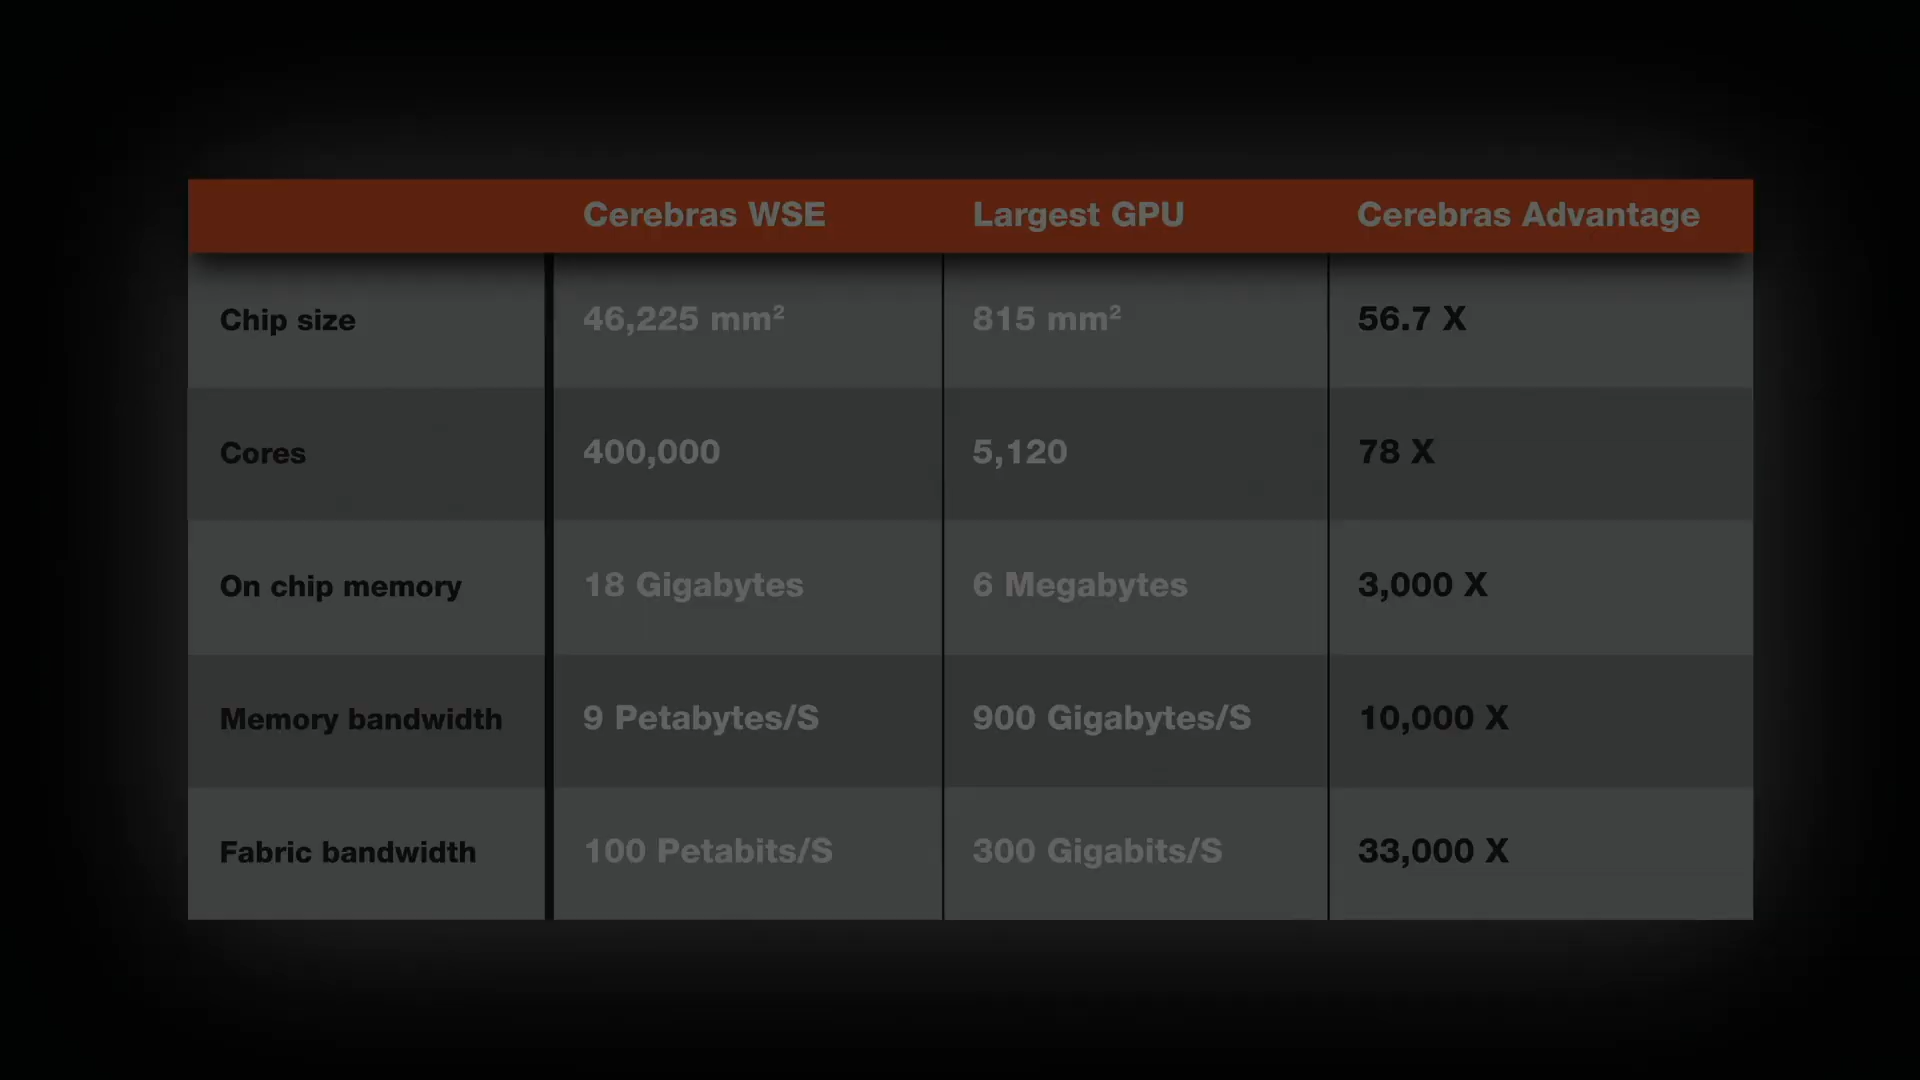 Cerebras WSE Largest GPU Cerebras Advantage
Chip size 46,225 mm² 815 mm² 56.7 X
Cores 400,000 5,120 78 X
On chip memory 18 Gigabytes 6 Megabytes 3,000 X
Memory bandwidth 9 Petabytes/S 900 Gigabytes/S 10,000 X
Fabric bandwidth 100 Petabits/S 300 Gigabits/S 33,000 X